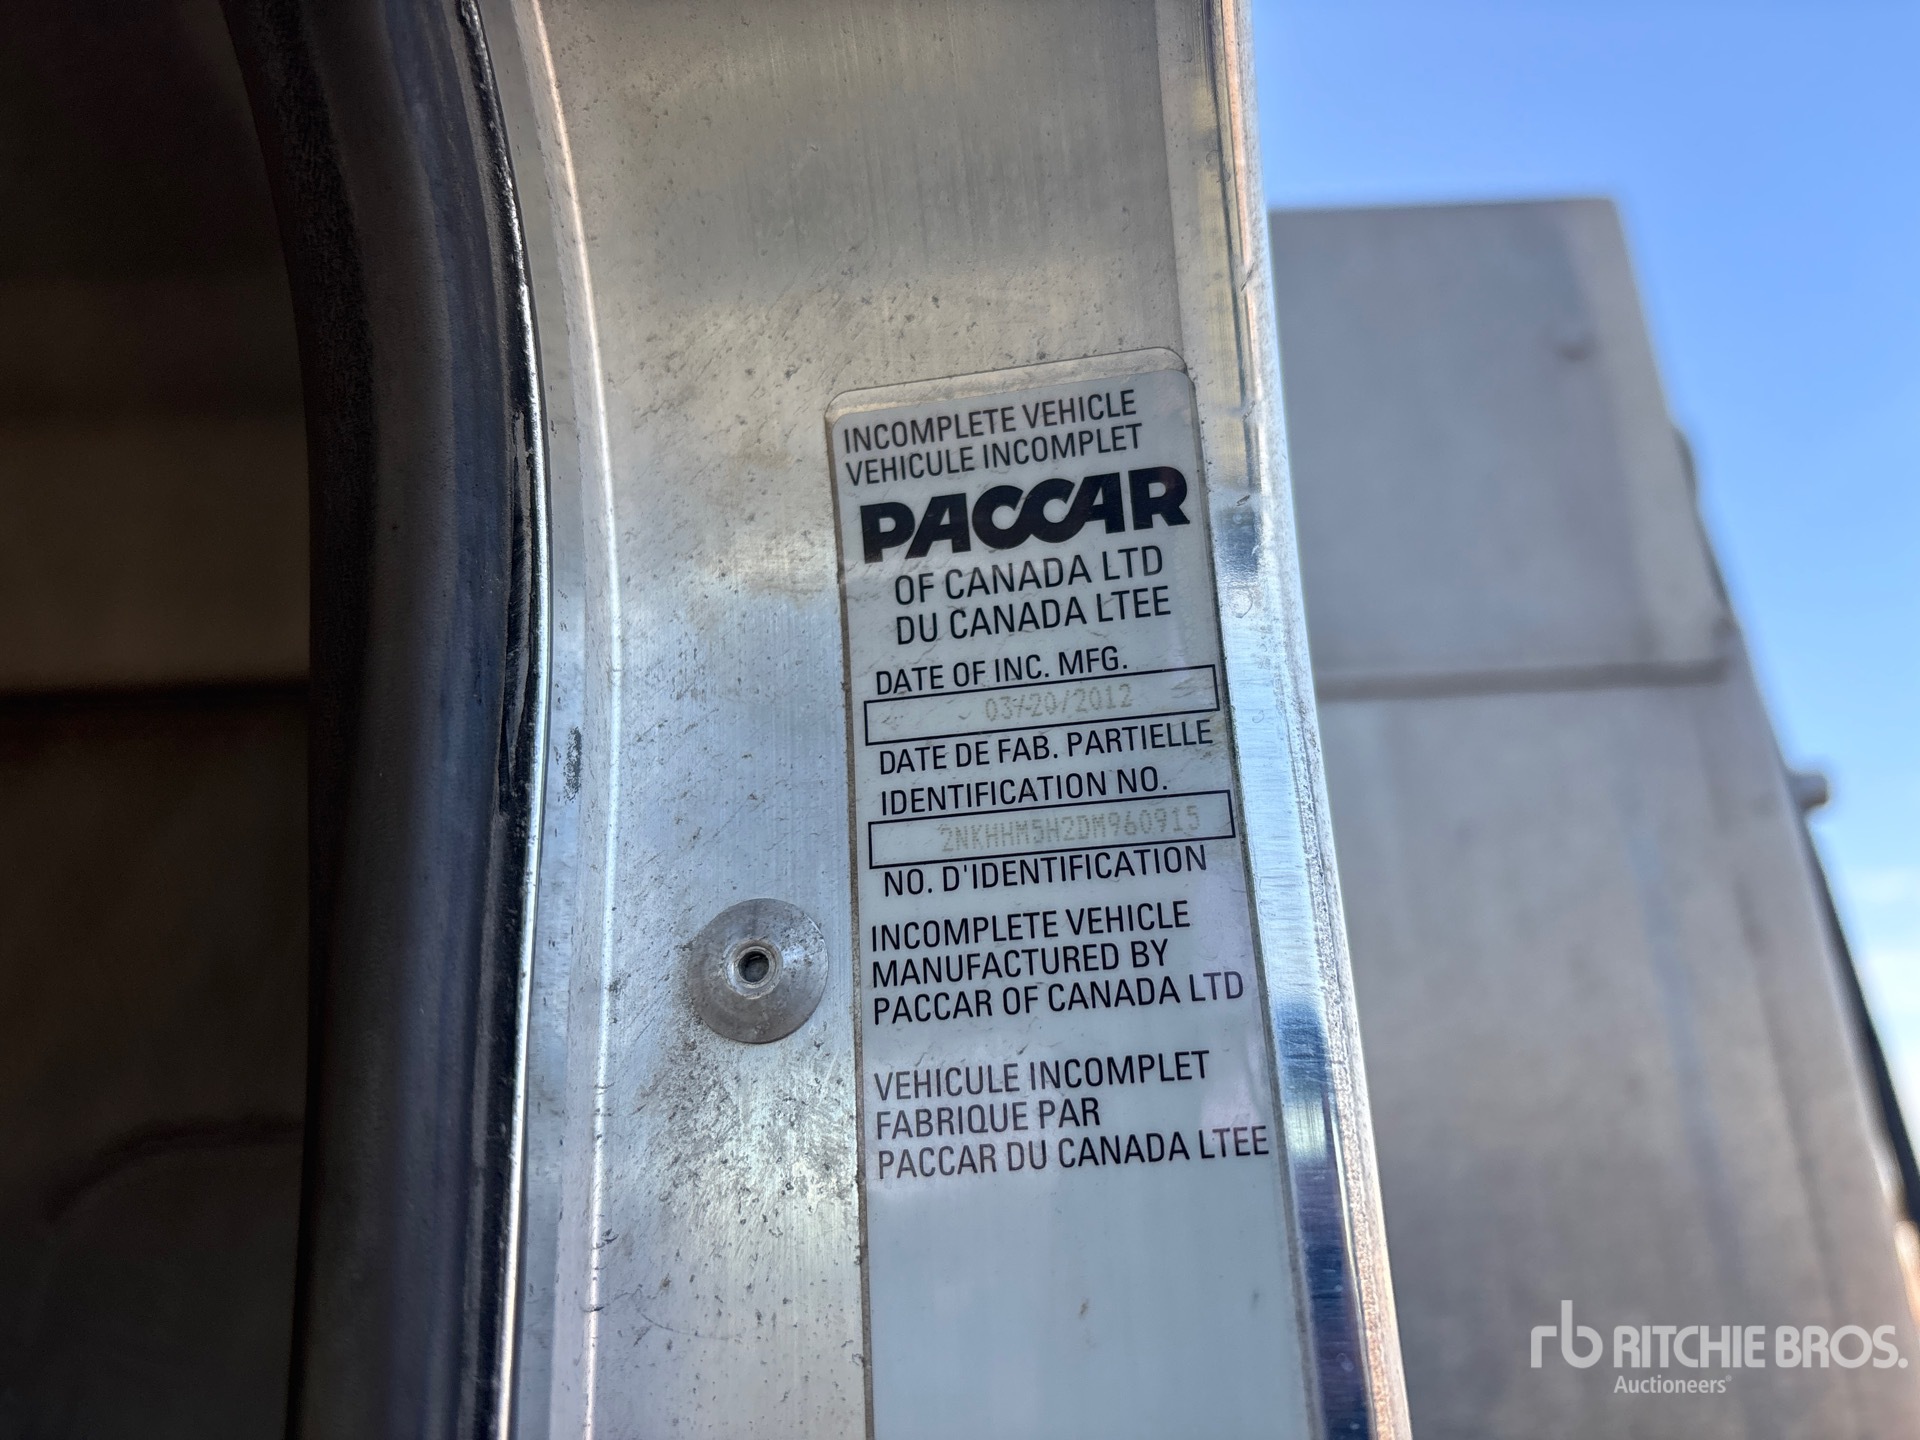 INCOMPLETE VEHICLE
VEHICULE INCOMPLET
PACCAR
OF CANADA LTD
DU CANADA LTEE
DATE OF INC. MFG.
03/20/2012
DATE DE FAB. PARTIELLE
IDENTIFICATION NO.
2NKHHM5H2DM960915
NO. D'IDENTIFICATION
INCOMPLETE VEHICLE
MANUFACTURED BY
PACCAR OF CANADA LTD
VEHICULE INCOMPLET
FABRIQUE PAR
PACCAR DU CANADA LTEE
rb RITCHIE BROS.
Auctioneers